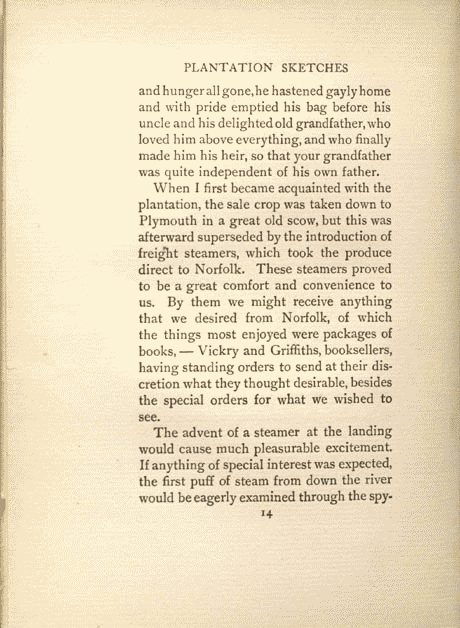 PLANTATION SKETCHES
and hunger all gone, he hastened gayly home
and with pride emptied his bag before his
uncle and his delighted old grandfather, who
loved him above everything, and who finally
made him his heir, so that your grandfather
was quite independent of his own father.
When I first became acquainted with the
plantation, the sale crop was taken down to
Plymouth in a great old scow, but this was
afterward superseded by the introduction of
freight steamers, which took the produce
direct to Norfolk. These steamers proved
to be a great comfort and convenience to
us. By them we might receive anything
that we desired from Norfolk, of which
the things most enjoyed were packages of
books, — Vickry and Griffiths, booksellers,
having standing orders to send at their dis-
cretion what they thought desirable, besides
the special orders for what we wished to
see.
The advent of a steamer at the landing
would cause much pleasurable excitement.
If anything of special interest was expected,
the first puff of steam from down the river
would be eagerly examined through the spy-
14